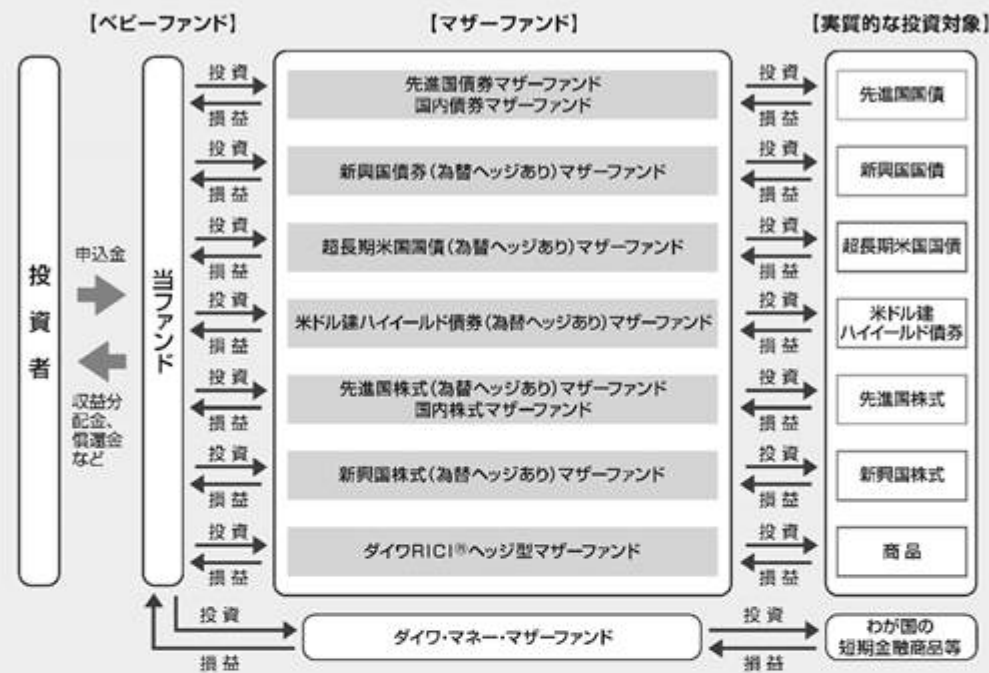 【ベビーファンド】
【マザーファンド】
【実質的な投資対象】
投資者
申込金
収益分
配金、
償還金
など
当ファンド
投資
損益
先進国債券マザーファンド
国内債券マザーファンド
投資
損益
先進国国債
投資
損益
新興国債券(為替ヘッジあり)マザーファンド
投資
損益
新興国国債
投資
損益
超長期米国国債(為替ヘッジあり)マザーファンド
投資
損益
超長期米国国債
投資
損益
米ドル建ハイイールド債券(為替ヘッジあり)マザーファンド
投資
損益
米ドル建
ハイイールド債券
投資
損益
先進国株式(為替ヘッジあり)マザーファンド
国内株式マザーファンド
投資
損益
先進国株式
投資
損益
新興国株式(為替ヘッジあり)マザーファンド
投資
損益
新興国株式
投資
損益
ダイワRICI®ヘッジ型マザーファンド
投資
損益
商品
投資
損益
ダイワ・マネー・マザーファンド
投資
損益
わが国の
短期金融商品等